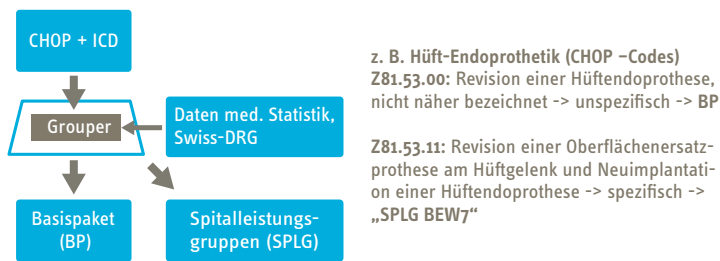 CHOP + ICD
Grouper
Daten med. Statistik,
Swiss-DRG
Basispaket
(BP)
Spitalleistungs-
gruppen (SPLG)
z. B. Hüft-Endoprothetik (CHOP –Codes)
Z81.53.00: Revision einer Hüftendoprothese,
nicht näher bezeichnet -> unspezifisch -> BP
Z81.53.11: Revision einer Oberflächenersatz-
prothese am Hüftgelenk und Neuimplantati-
on einer Hüftendoprothese -> spezifisch ->
„SPLG BEW7“